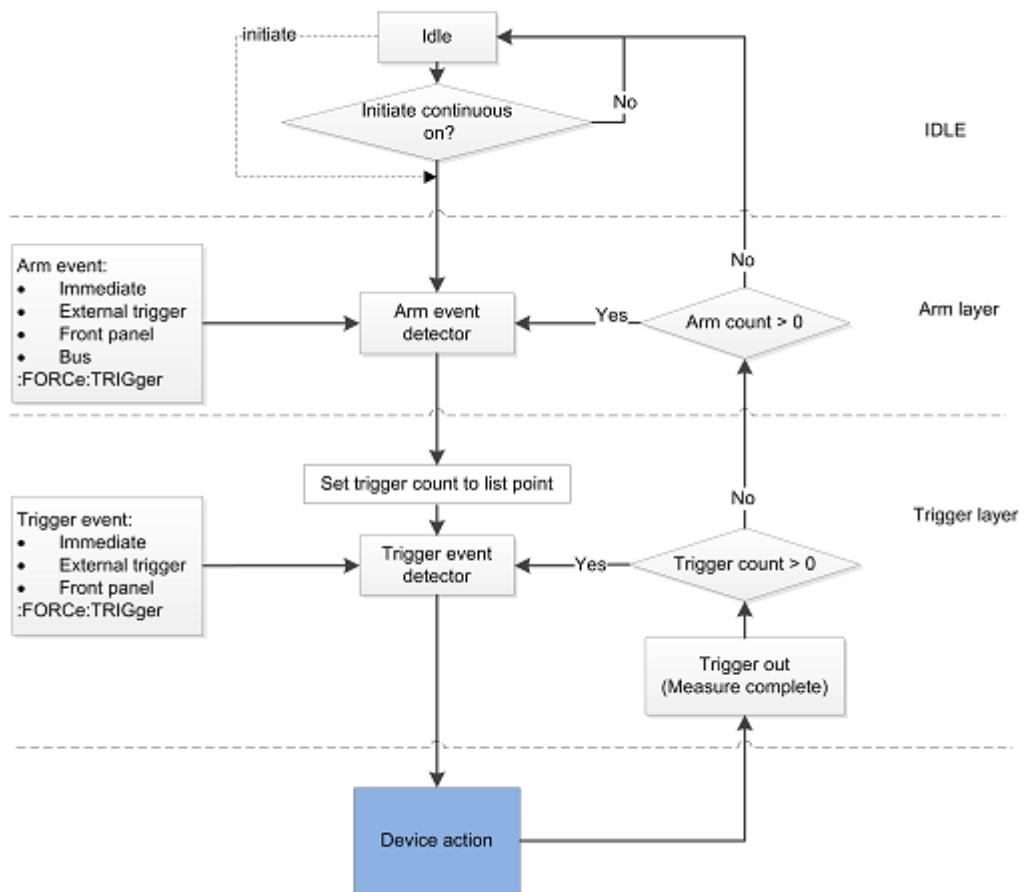 initiate
Idle
Initiate continuous
on?
No
IDLE
Arm event:
• Immediate
• External trigger
• Front panel
• Bus
:FORCe:TRIGger
Arm event
detector
Yes
No
Arm count > 0
Arm layer
Set trigger count to list point
Trigger event:
• Immediate
• External trigger
• Front panel
:FORCe:TRIGger
Trigger event
detector
Yes
No
Trigger count > 0
Trigger layer
Trigger out
(Measure complete)
Device action